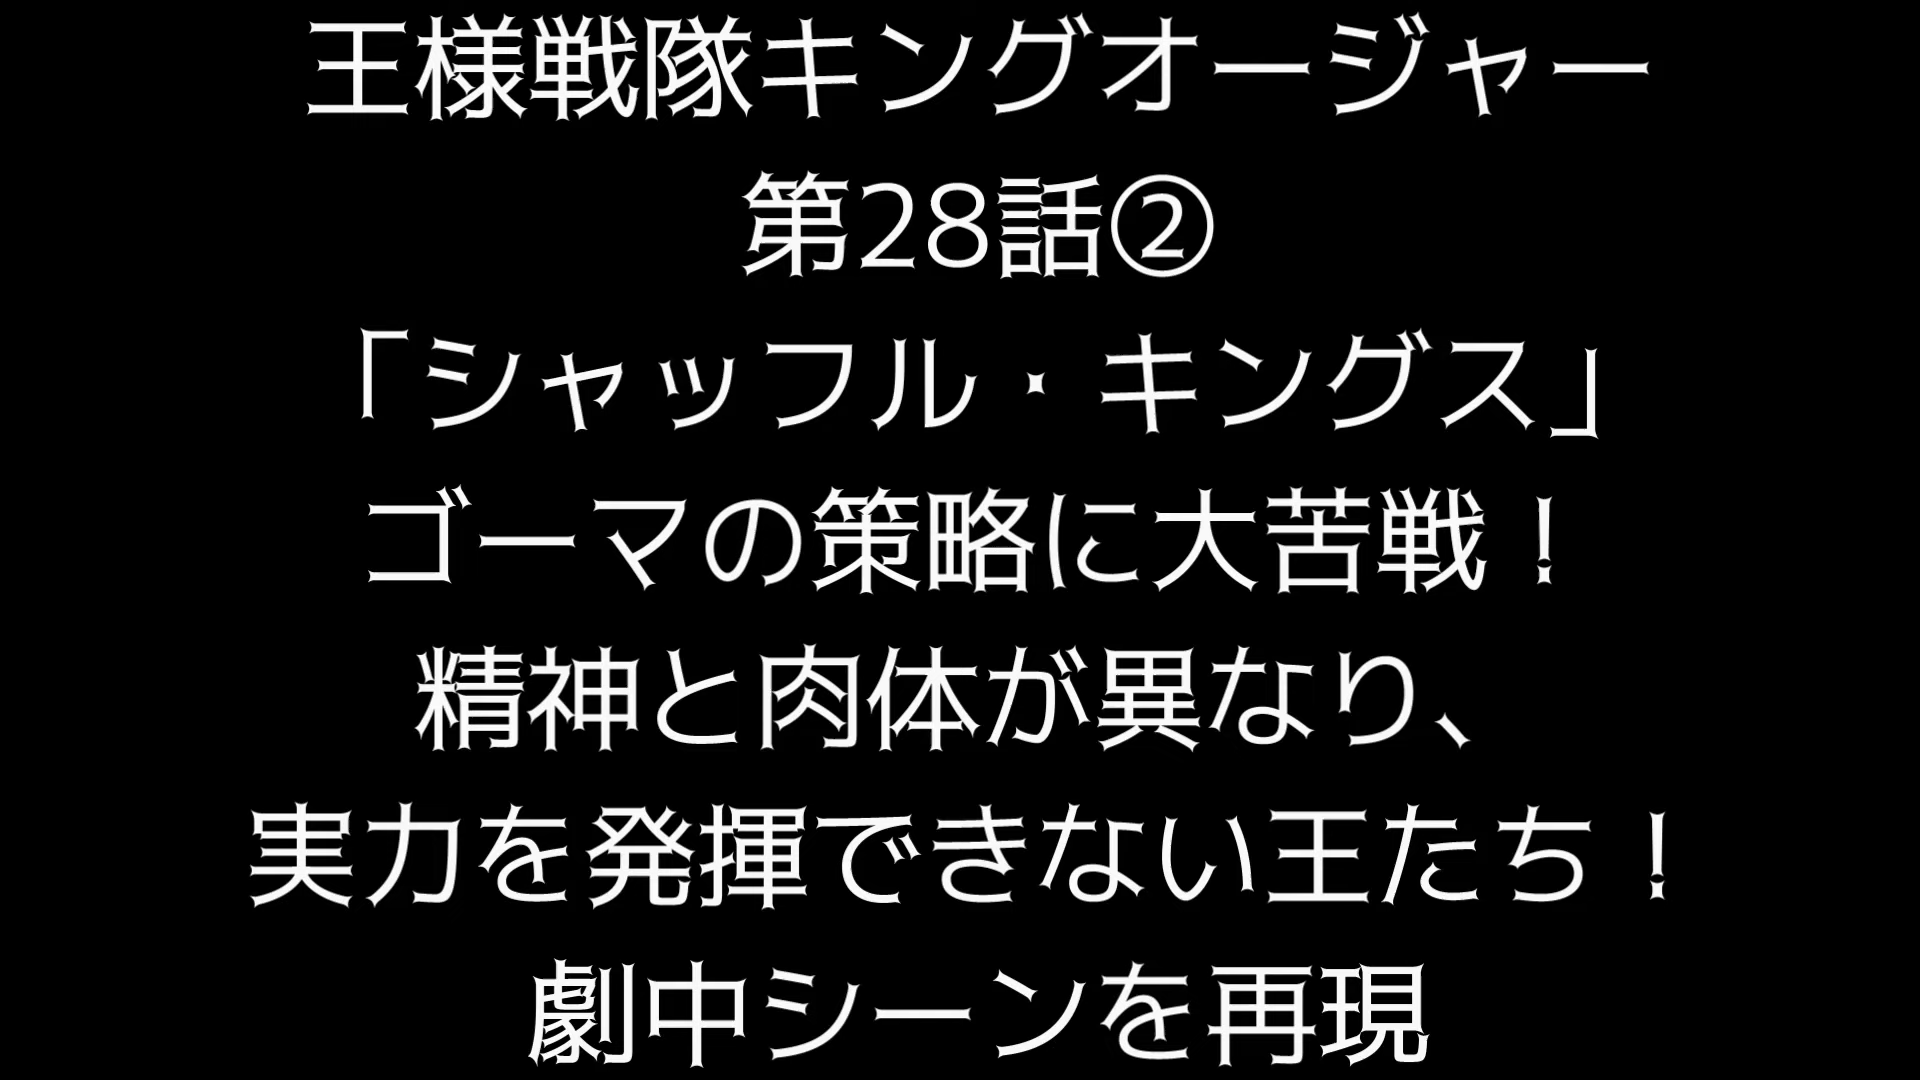 王様戦隊キングオージャー
第28話②
「シャッフル・キングス」
ゴーマの策略に大苦戦！
精神と肉体が異なり、
実力を発揮できない王たち！
劇中シーンを再現